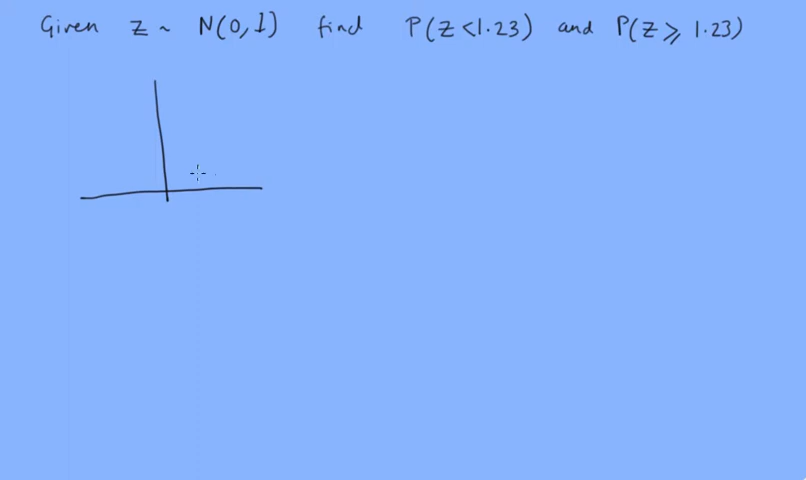 Given Z ~ N(0,1) find P(Z<1·23) and P(Z⩾1·23)